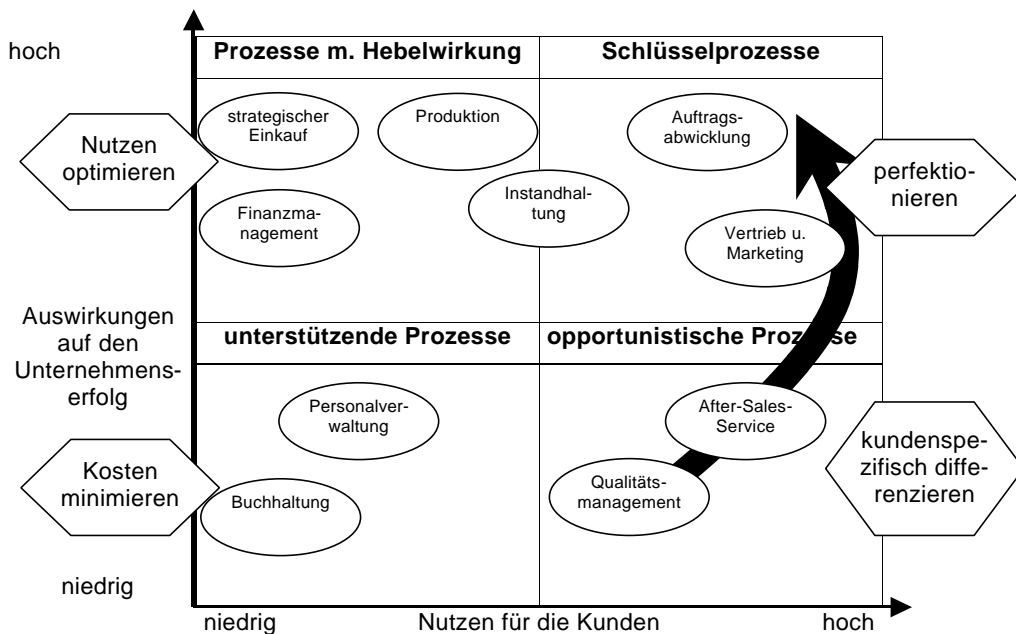 hoch
Prozesse m. Hebelwirkung
Schlüsselprozesse
strategischer
Einkauf
Produktion
Auftrags-
abwicklung
Nutzen
optimieren
perfektio-
nieren
Instandhal-
tung
Finanzma-
nagement
Vertrieb u.
Marketing
Auswirkungen
auf den
Unternehmens-
erfolg
unterstützende Prozesse
opportunistische Prozesse
Personalver-
waltung
After-Sales-
Service
kundenspe-
zifisch diffe-
renzieren
Kosten
minimieren
Buchhaltung
Qualitäts-
management
niedrig
niedrig
Nutzen für die Kunden
hoch